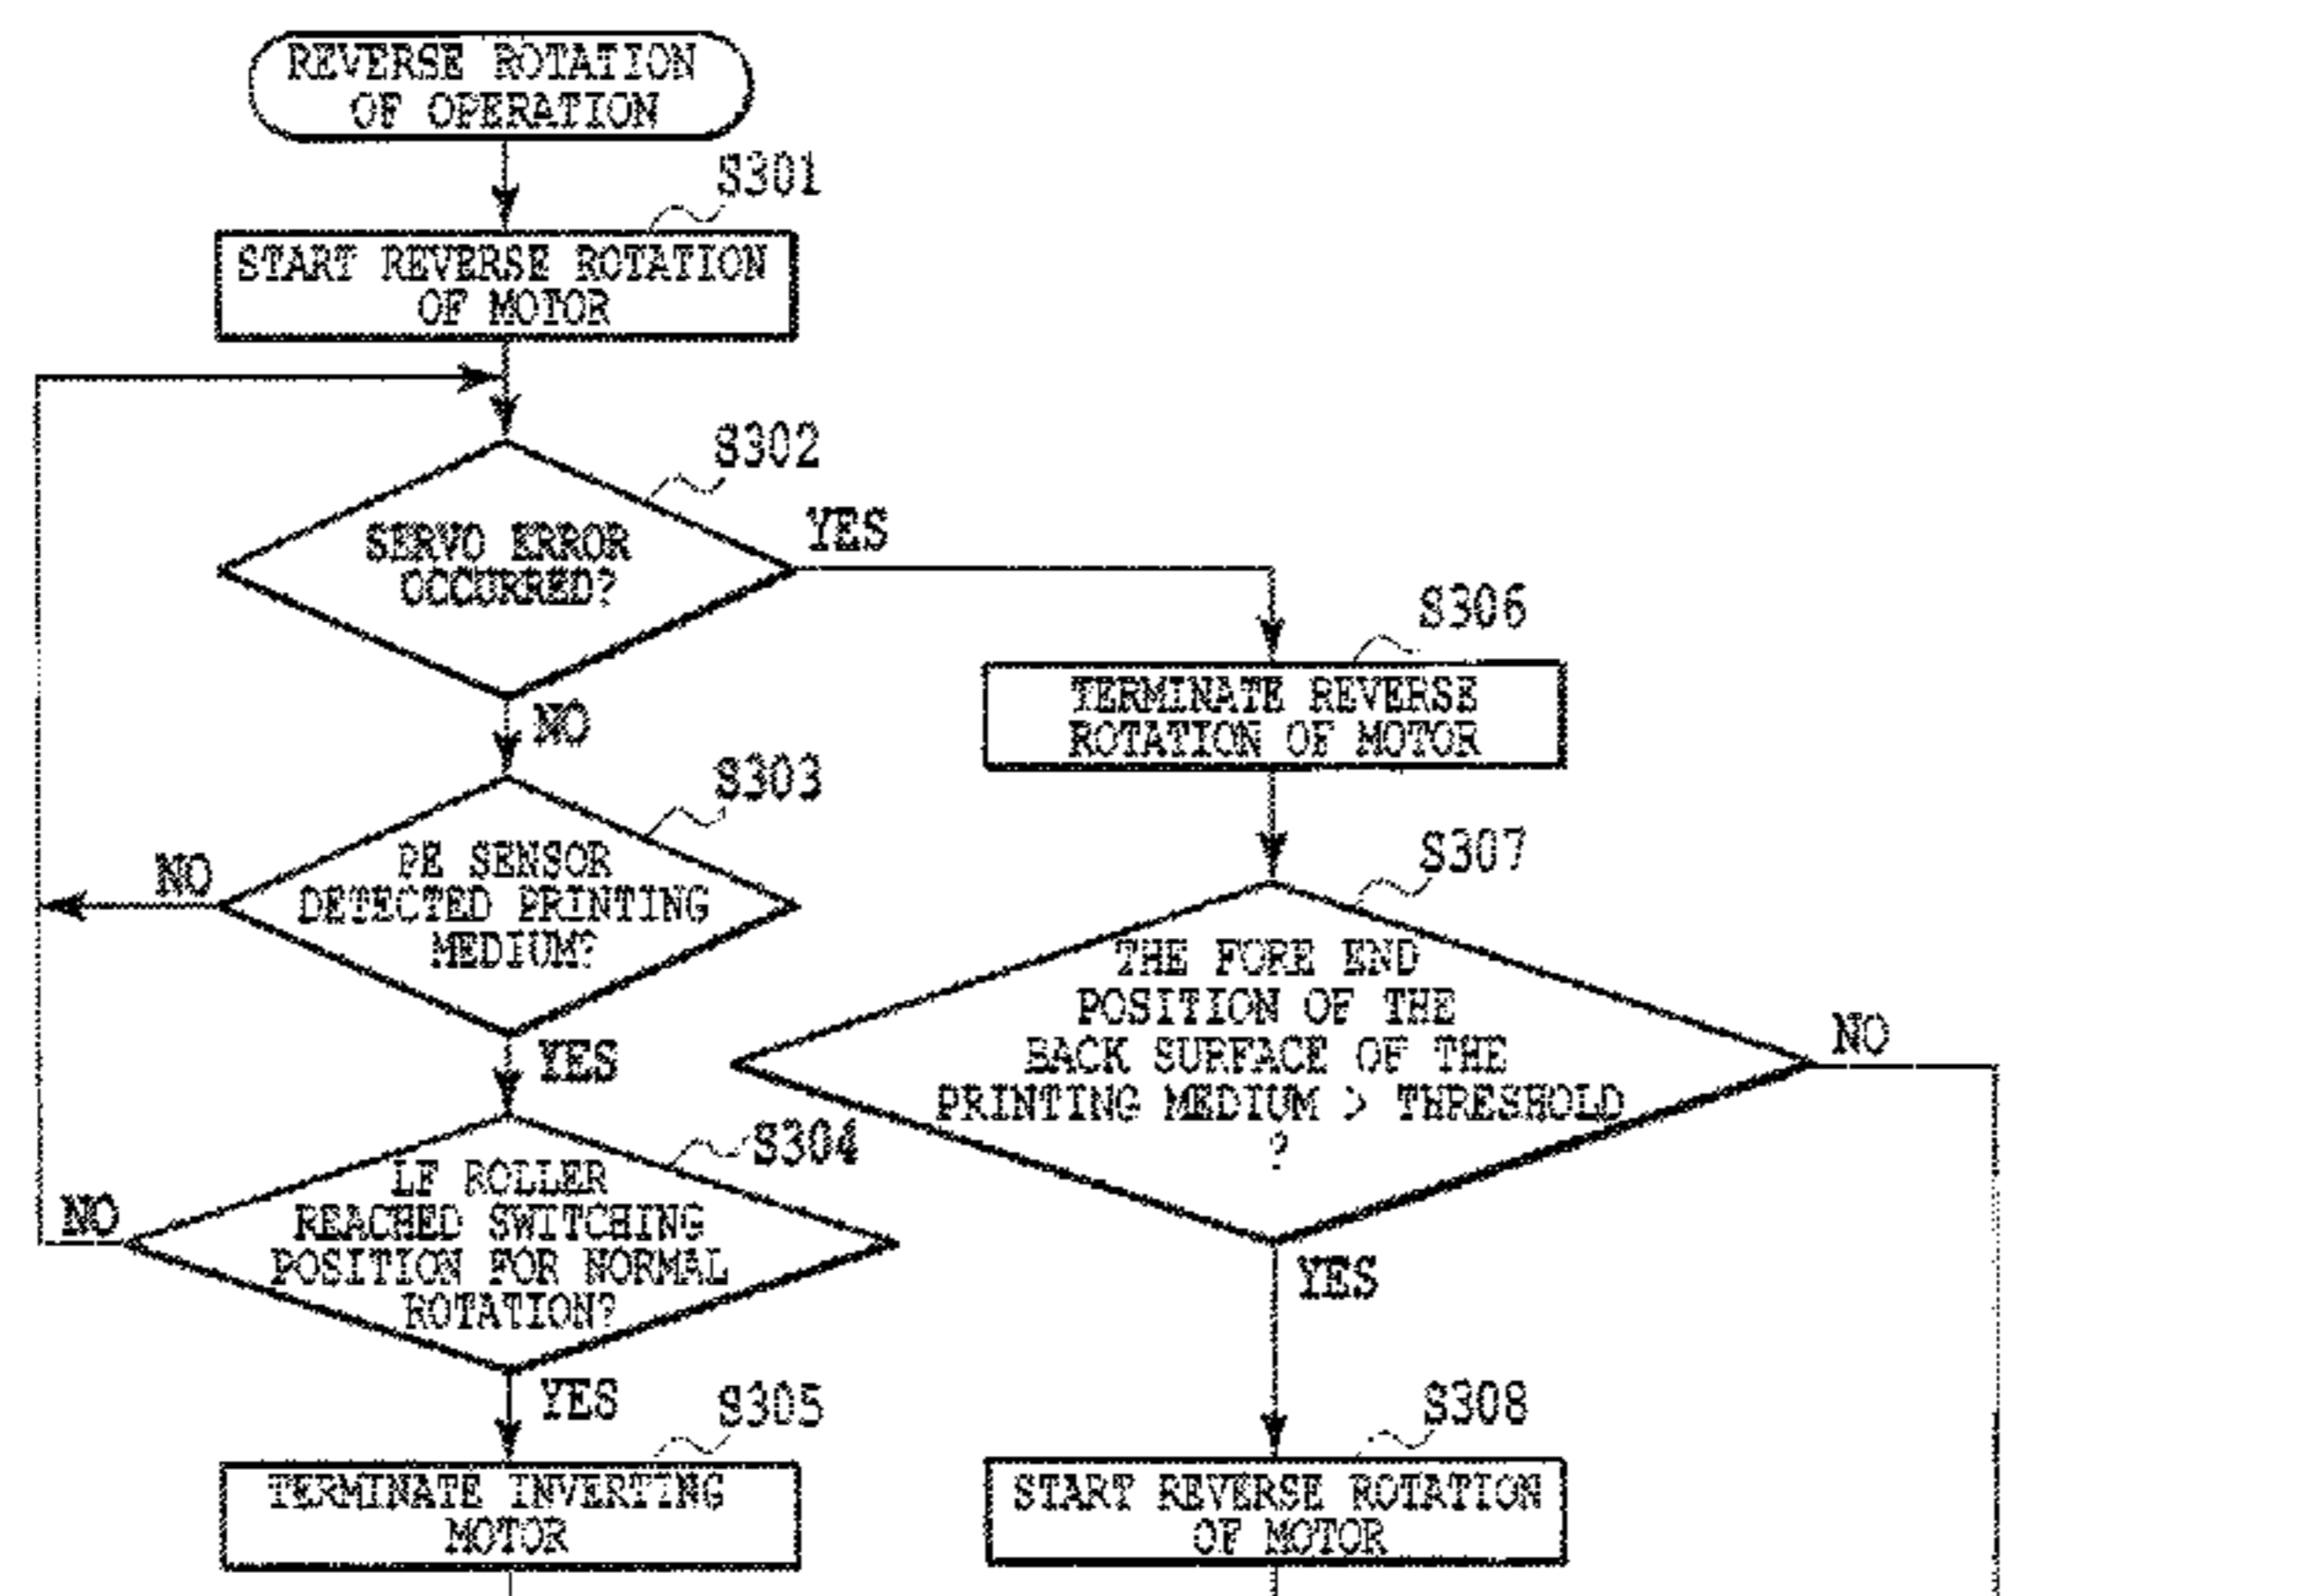 REVERSE ROTATION
OF OPERATION
S301
START REVERSE ROTATION
OF MOTOR
S302
SERVO ERROR
OCCURRED?
YES
NO
S303
PE SENSOR
DETECTED PRINTING
MEDIUM?
NO
YES
S304
LF ROLLER
REACHED SWITCHING
POSITION FOR NORMAL
ROTATION?
NO
YES
S305
TERMINATE INVERTING
MOTOR
S306
TERMINATE REVERSE
ROTATION OF MOTOR
S307
THE FORE END
POSITION OF THE
BACK SURFACE OF THE
PRINTING MEDIUM > THRESHOLD
?
NO
YES
S308
START REVERSE ROTATION
OF MOTOR